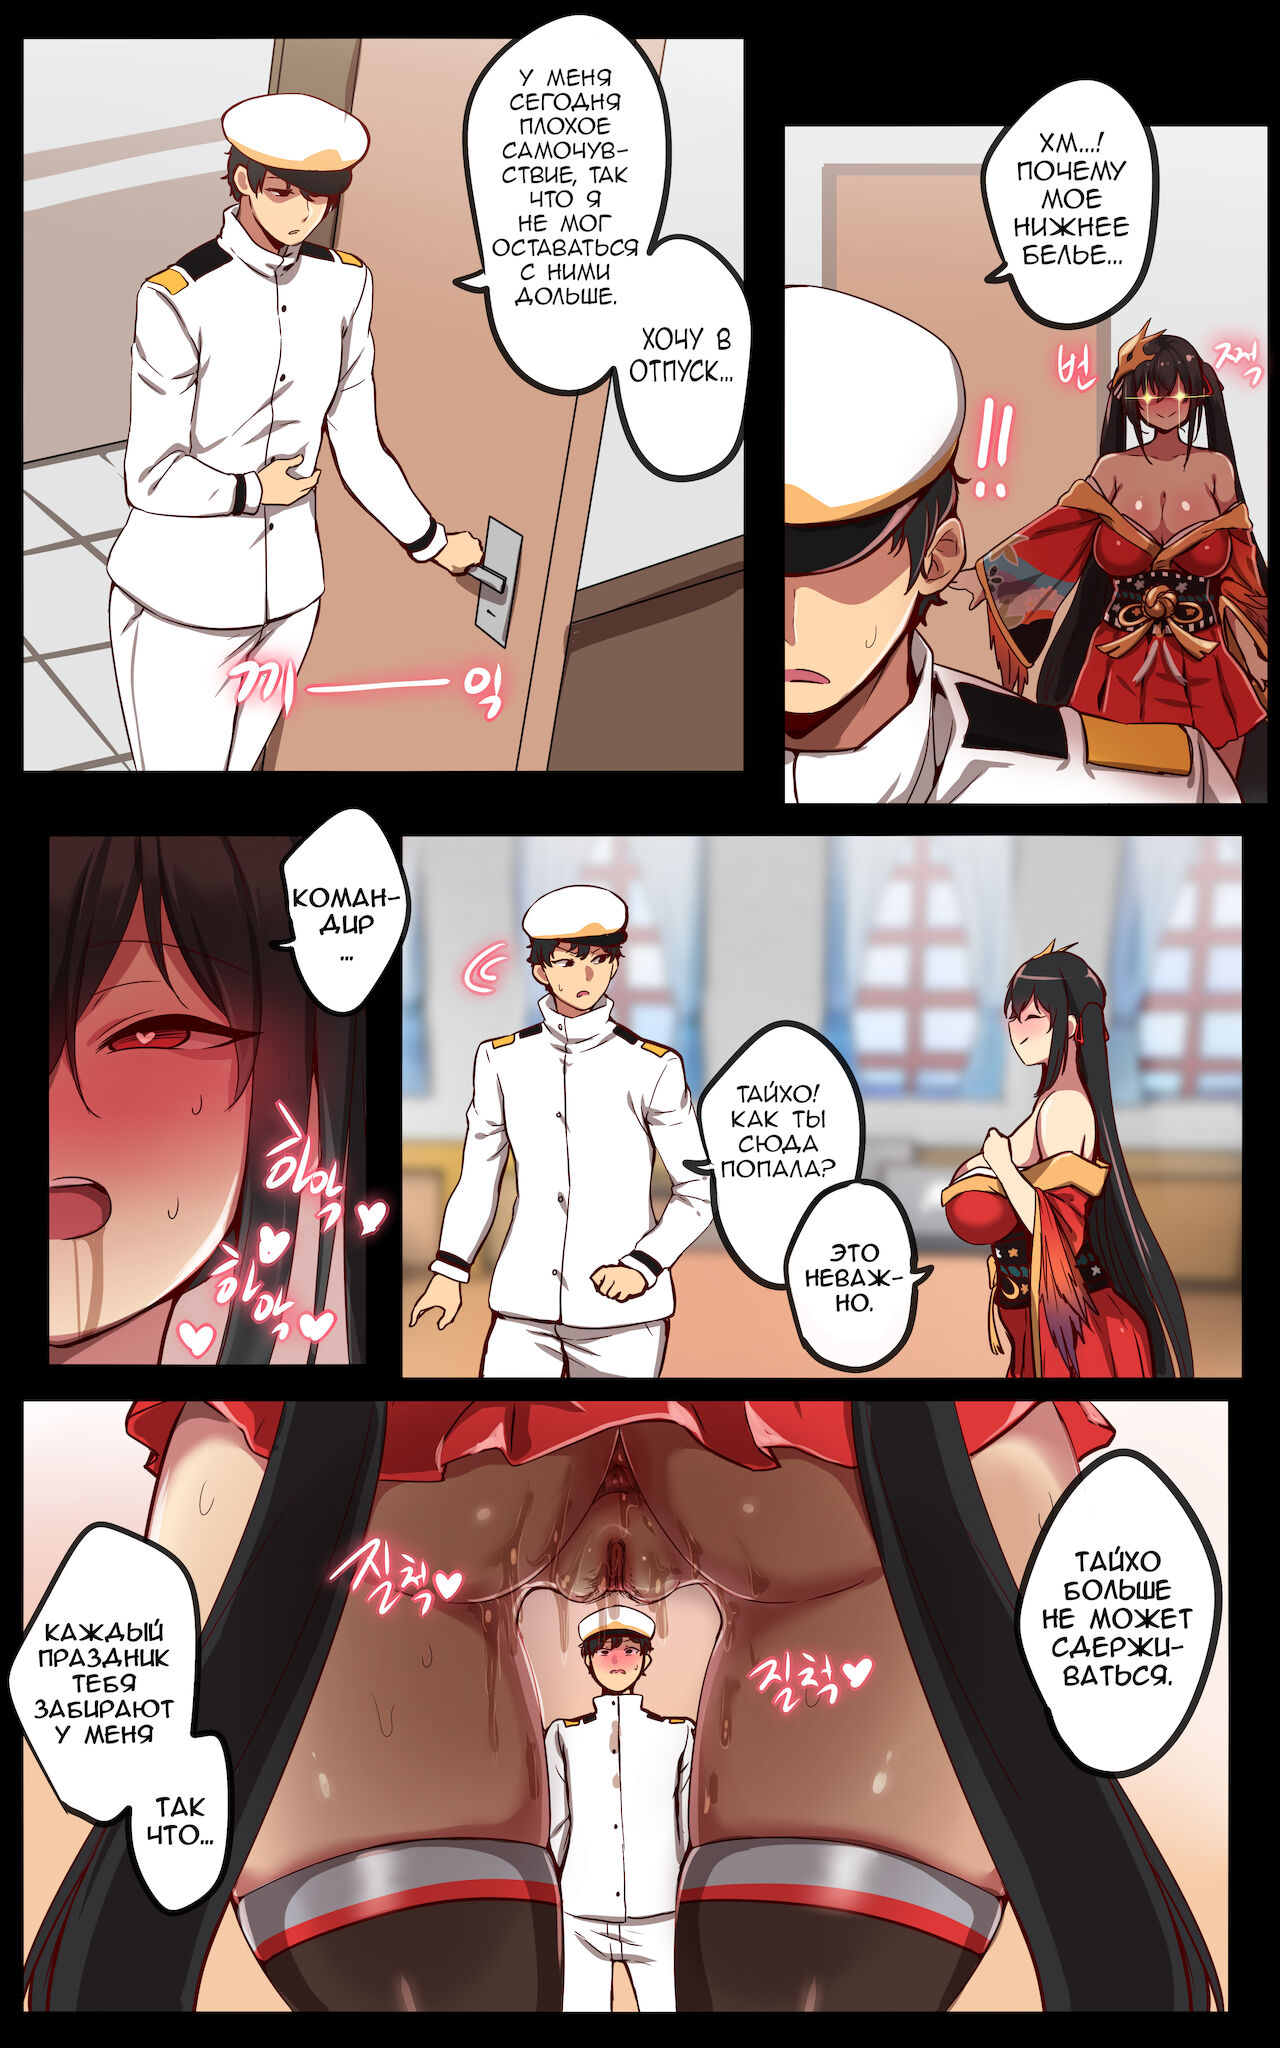 У МЕНЯ
СЕГОДНЯ
ПЛОХОЕ
САМОЧУВ-
СТВИЕ, ТАК
ЧТО Я
НЕ МОГ
ОСТАВАТЬСЯ
С НИМИ
ДОЛЬШЕ.
ХОЧУ В
ОТПУСК...
끼 익
ХМ...!
ПОЧЕМУ
МОЕ
НИЖНЕЕ
БЕЛЬЕ...
!!
번 쩍
КОМАН-
ДИР
...
하악
하악
ТАЙХО!
КАК ТЫ
СЮДА
ПОПАЛА?
ЭТО
НЕВАЖ-
НО.
КАЖДЫЙ
ПРАЗДНИК
ТЕБЯ
ЗАБИРАЮТ
У МЕНЯ
ТАК
ЧТО...
질척
질척
ТАЙХО
БОЛЬШЕ
НЕ МОЖЕТ
СДЕРЖИ-
ВАТЬСЯ.